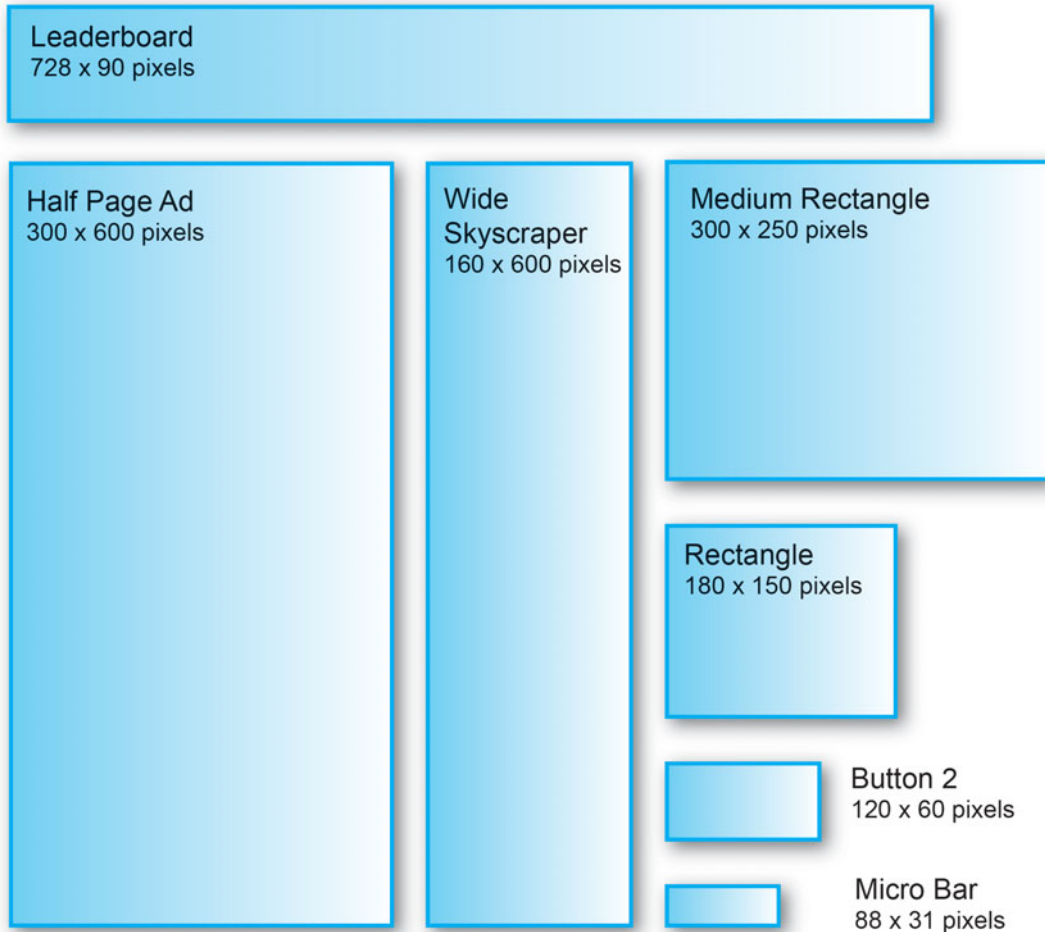 Leaderboard
728 x 90 pixels
Half Page Ad
300 x 600 pixels
Wide
Skyscraper
160 x 600 pixels
Medium Rectangle
300 x 250 pixels
Rectangle
180 x 150 pixels
Button 2
120 x 60 pixels
Micro Bar
88 x 31 pixels